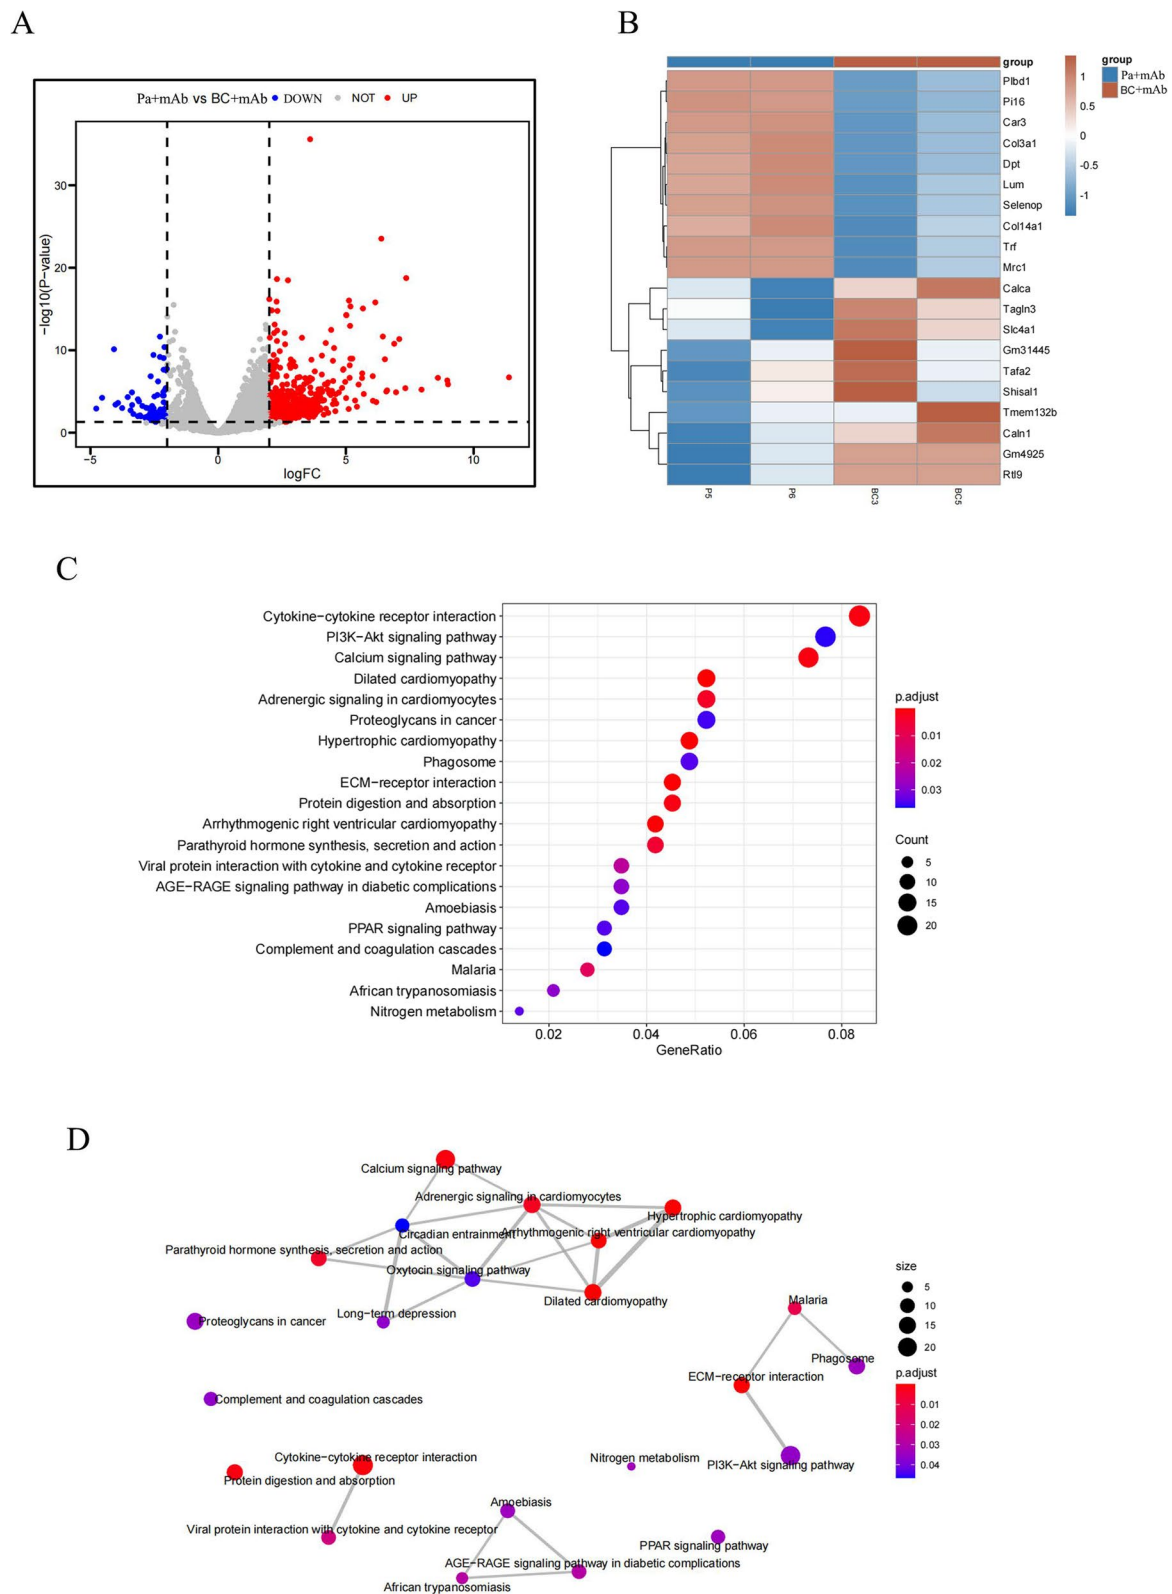 A
Pa+mAb vs BC+mAb DOWN NOT UP
30
20
10
0
−log10(P−value)
−5 0 5 10
logFC
B
group
Plbd1
Pi16
Car3
Col3a1
Dpt
Lum
Selenop
Col14a1
Trf
Mrc1
Calca
Tagln3
Slc4a1
Gm31445
Tafa2
Shisal1
Tmem132b
Caln1
Gm4925
Rtl9
P5 P6 BC3 BC5
1
0.5
0
-0.5
-1
group
Pa+mAb
BC+mAb
C
Cytokine−cytokine receptor interaction
PI3K−Akt signaling pathway
Calcium signaling pathway
Dilated cardiomyopathy
Adrenergic signaling in cardiomyocytes
Proteoglycans in cancer
Hypertrophic cardiomyopathy
Phagosome
ECM−receptor interaction
Protein digestion and absorption
Arrhythmogenic right ventricular cardiomyopathy
Parathyroid hormone synthesis, secretion and action
Viral protein interaction with cytokine and cytokine receptor
AGE−RAGE signaling pathway in diabetic complications
Amoebiasis
PPAR signaling pathway
Complement and coagulation cascades
Malaria
African trypanosomiasis
Nitrogen metabolism
0.02 0.04 0.06 0.08
GeneRatio
p.adjust
0.01
0.02
0.03
Count
5
10
15
20
D
Calcium signaling pathway
Adrenergic signaling in cardiomyocytes
Hypertrophic cardiomyopathy
Circadian entrainment
Arrhythmogenic right ventricular cardiomyopathy
Parathyroid hormone synthesis, secretion and action
Oxytocin signaling pathway
Dilated cardiomyopathy
Long−term depression
Proteoglycans in cancer
Malaria
Phagosome
ECM−receptor interaction
Complement and coagulation cascades
Cytokine−cytokine receptor interaction
Nitrogen metabolism
PI3K−Akt signaling pathway
Protein digestion and absorption
Amoebiasis
Viral protein interaction with cytokine and cytokine receptor
PPAR signaling pathway
AGE−RAGE signaling pathway in diabetic complications
African trypanosomiasis
size
5
10
15
20
p.adjust
0.01
0.02
0.03
0.04